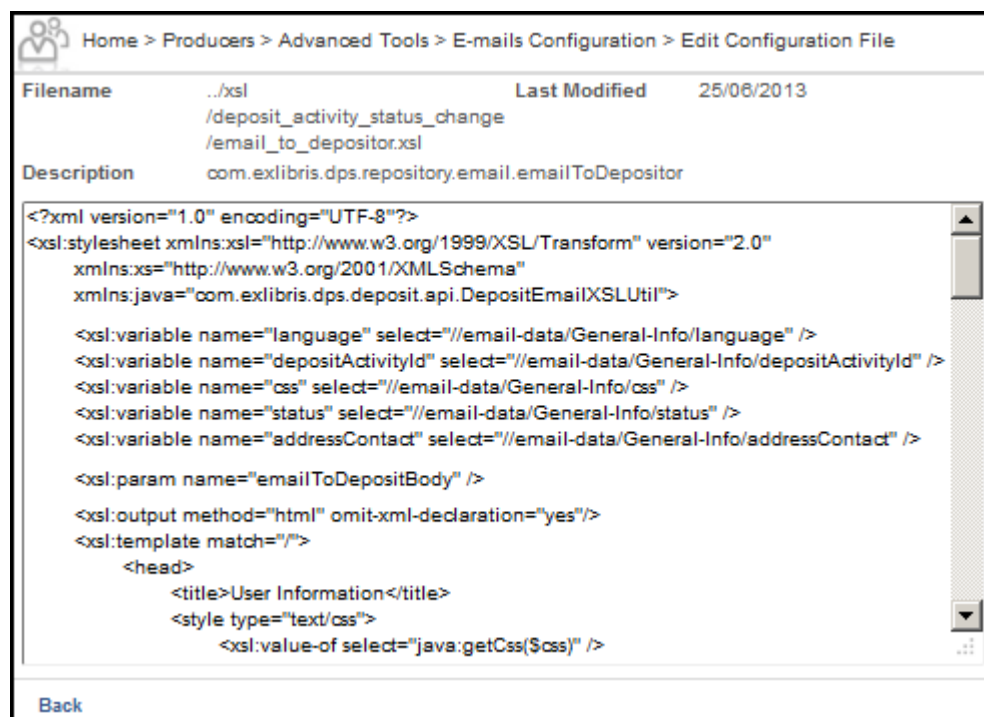 Home > Producers > Advanced Tools > E-mails Configuration > Edit Configuration File
Filename ../xsl Last Modified 25/06/2013
/deposit_activity_status_change
/email_to_depositor.xsl
Description com.exlibris.dps.repository.email.emailToDepositor
<?xml version="1.0" encoding="UTF-8"?>
<xsl:stylesheet xmlns:xsl="http://www.w3.org/1999/XSL/Transform" version="2.0"
xmlns:xs="http://www.w3.org/2001/XMLSchema"
xmlns:java="com.exlibris.dps.deposit.api.DepositEmailXSLUtil">
<xsl:variable name="language" select="//email-data/General-Info/language" />
<xsl:variable name="depositActivityId" select="//email-data/General-Info/depositActivityId" />
<xsl:variable name="css" select="//email-data/General-Info/css" />
<xsl:variable name="status" select="//email-data/General-Info/status" />
<xsl:variable name="addressContact" select="//email-data/General-Info/addressContact" />
<xsl:param name="emailToDepositBody" />
<xsl:output method="html" omit-xml-declaration="yes"/>
<xsl:template match="/">
<head>
<title>User Information</title>
<style type="text/css">
<xsl:value-of select="java:getCss($css)" />
Back